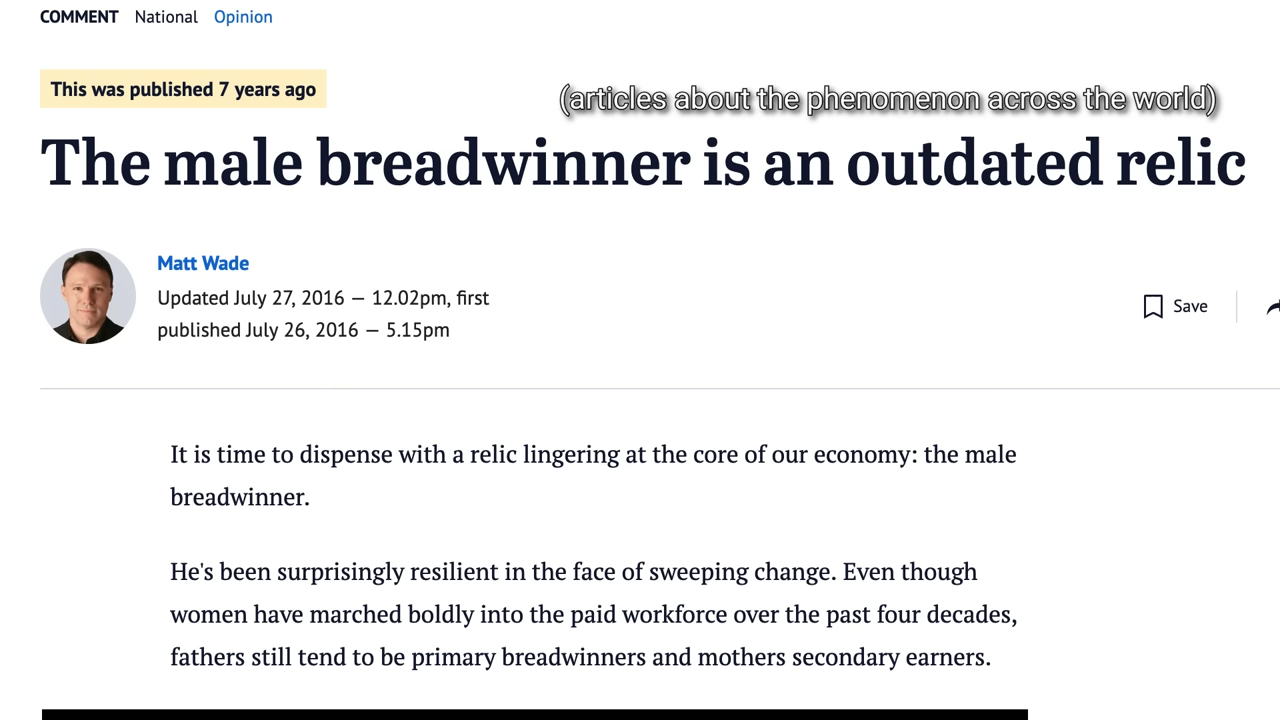 COMMENT National Opinion
This was published 7 years ago
(articles about the phenomenon across the world)
The male breadwinner is an outdated relic
Matt Wade
Updated July 27, 2016 — 12.02pm, first
published July 26, 2016 — 5.15pm
Save
It is time to dispense with a relic lingering at the core of our economy: the male
breadwinner.
He's been surprisingly resilient in the face of sweeping change. Even though
women have marched boldly into the paid workforce over the past four decades,
fathers still tend to be primary breadwinners and mothers secondary earners.